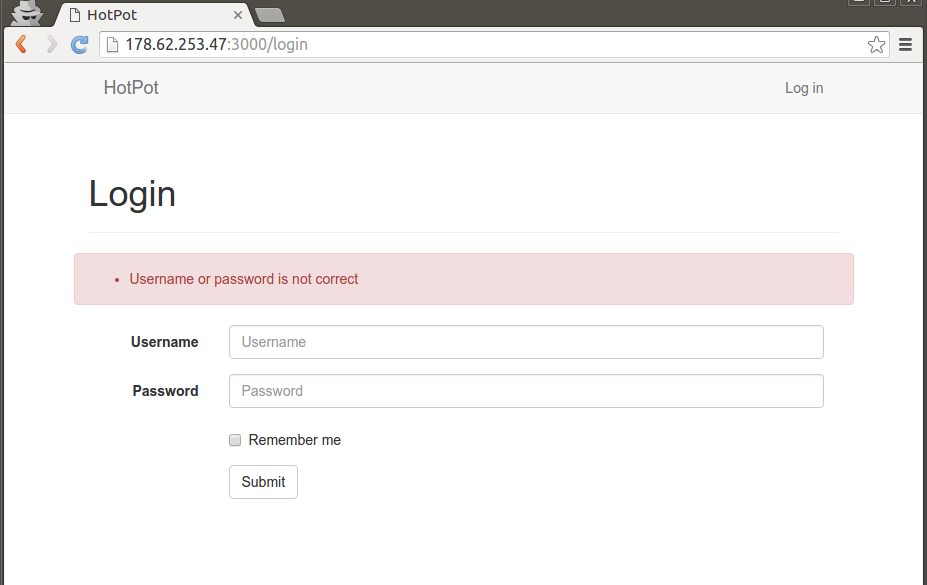 HotPot
178.62.253.47:3000/login
HotPot Log in
Login
Username or password is not correct
Username Username
Password Password
Remember me
Submit